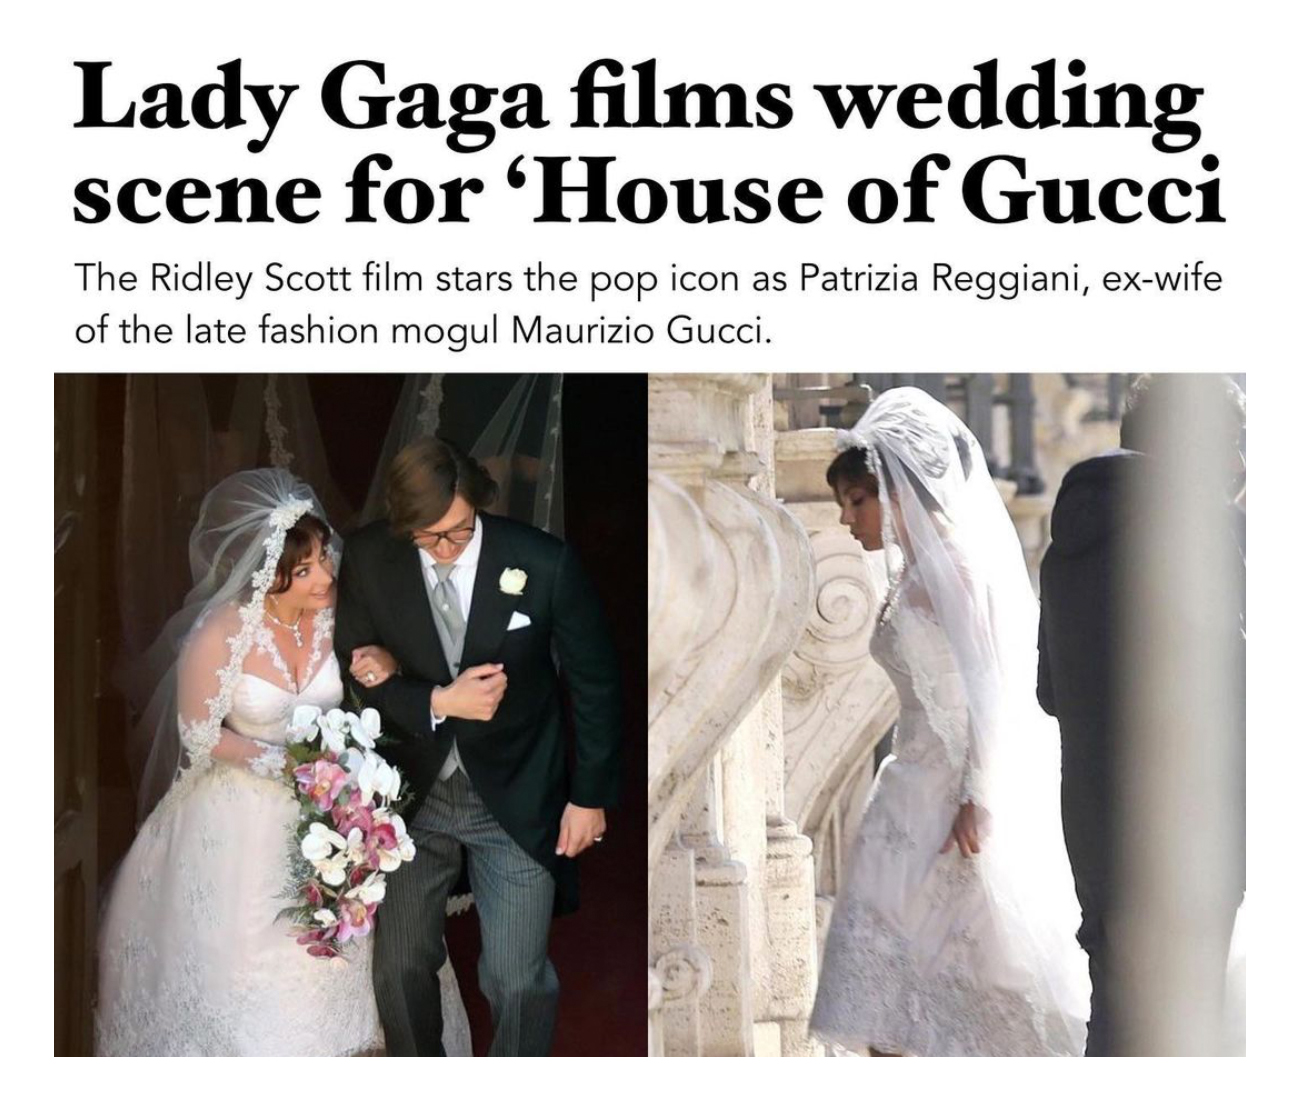 Lady Gaga films wedding
scene for ‘House of Gucci
The Ridley Scott film stars the pop icon as Patrizia Reggiani, ex-wife
of the late fashion mogul Maurizio Gucci.